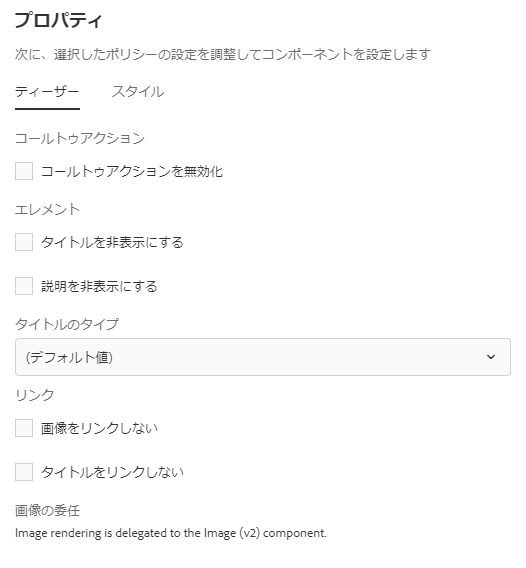 プロパティ
次に、選択したポリシーの設定を調整してコンポーネントを設定します
ティーザー スタイル
コールトゥアクション
コールトゥアクションを無効化
エレメント
タイトルを非表示にする
説明を非表示にする
タイトルのタイプ
(デフォルト値)
リンク
画像をリンクしない
タイトルをリンクしない
画像の委任
Image rendering is delegated to the Image (v2) component.